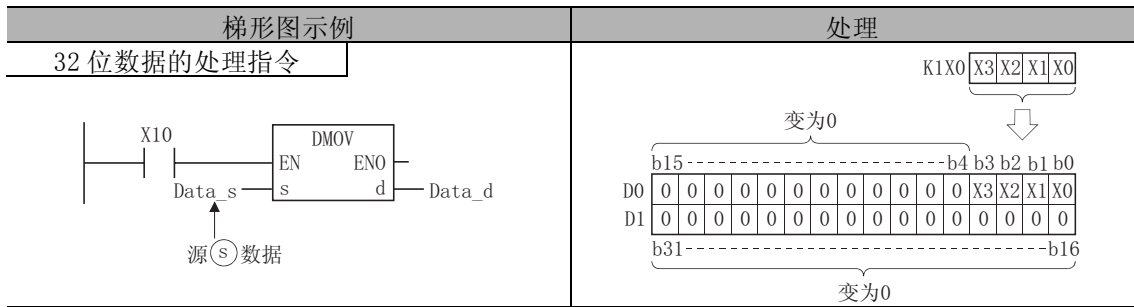 梯形图示例
处理
32 位数据的处理指令
X10
DMOV
EN ENO
Data_s s d Data_d
源 s 数据
K1X0 X3 X2 X1 X0
变为0
b15 b4 b3 b2 b1 b0
D0 0 0 0 0 0 0 0 0 0 0 0 0 X3 X2 X1 X0
D1 0 0 0 0 0 0 0 0 0 0 0 0 0 0 0 0
b31 b16
变为0